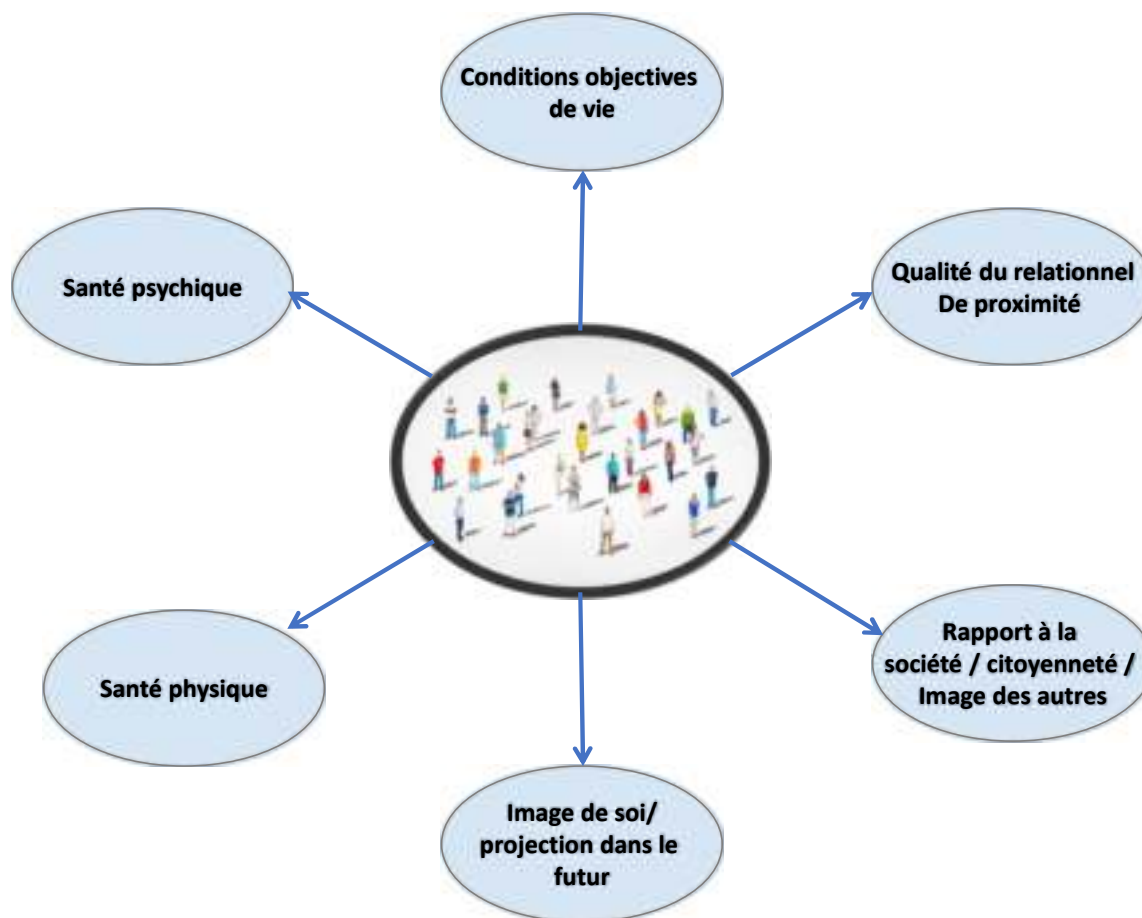 Conditions objectives
de vie
Santé psychique
Qualité du relationnel
De proximité
Santé physique
Rapport à la
société / citoyenneté /
Image des autres
Image de soi/
projection dans le
futur